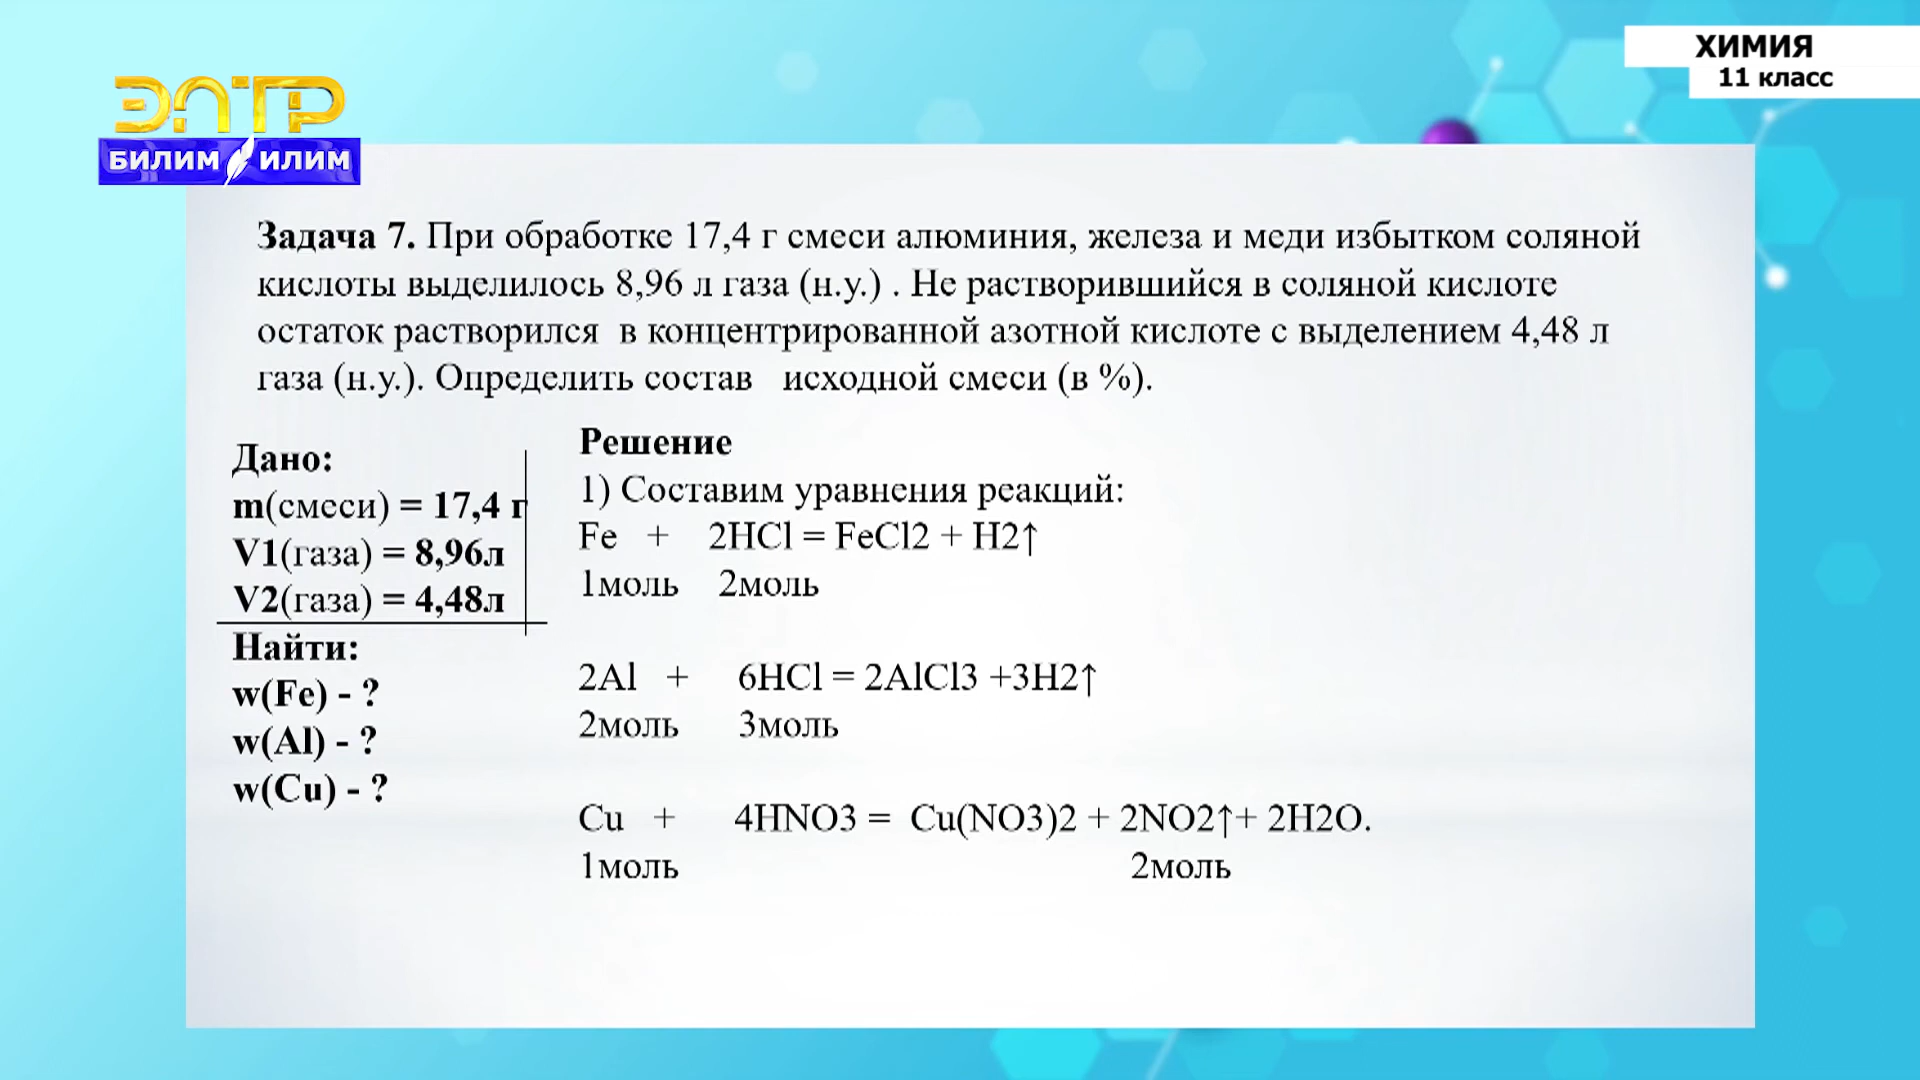 ХИМИЯ
11 класс
ЭЛТР
БИЛИМ ИЛИМ
Задача 7. При обработке 17,4 г смеси алюминия, железа и меди избытком соляной
кислоты выделилось 8,96 л газа (н.у.) . Не растворившийся в соляной кислоте
остаток растворился в концентрированной азотной кислоте с выделением 4,48 л
газа (н.у.). Определить состав исходной смеси (в %).
Дано:
m(смеси) = 17,4 г
V1(газа) = 8,96л
V2(газа) = 4,48л
Найти:
w(Fe) - ?
w(Al) - ?
w(Cu) - ?
Решение
1) Составим уравнения реакций:
Fe + 2HCl = FeCl2 + H2↑
1моль 2моль
2Al + 6HCl = 2AlCl3 +3H2↑
2моль 3моль
Cu + 4HNO3 = Cu(NO3)2 + 2NO2↑+ 2H2O.
1моль 2моль